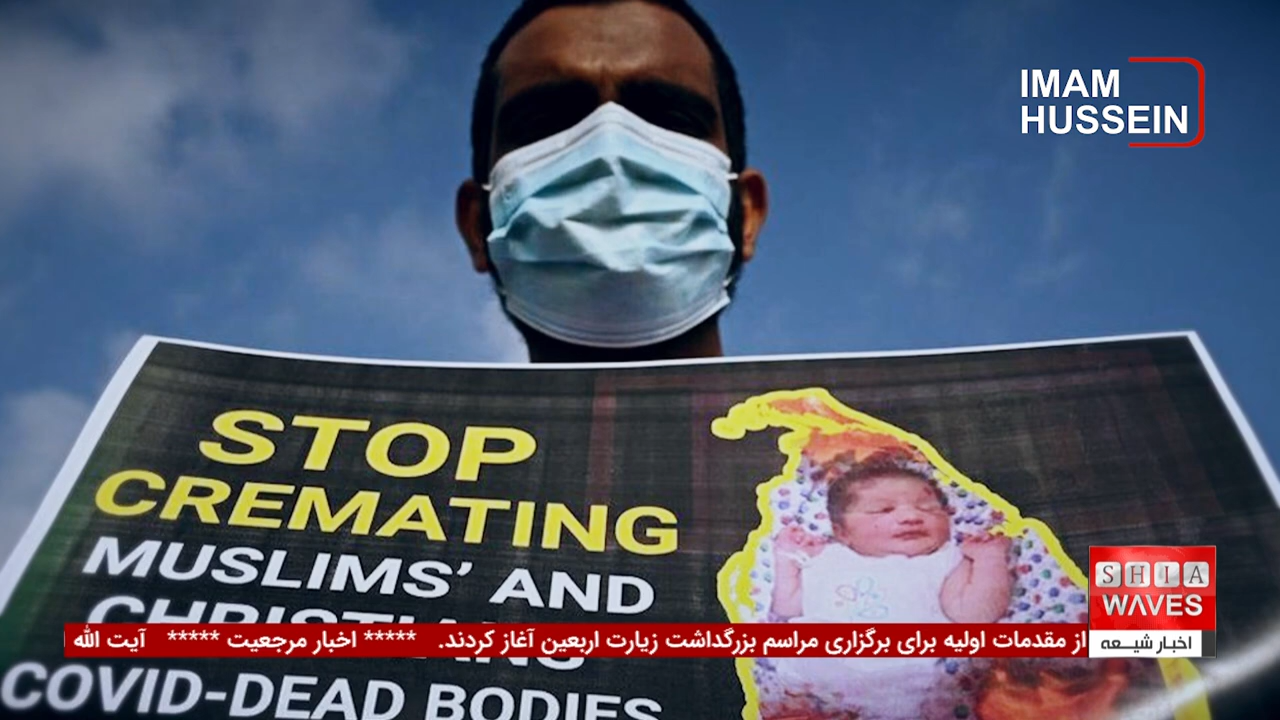 IMAM
HUSSEIN
STOP
CREMATING
MUSLIMS’ AND
CHRISTIANS
COVID-DEAD BODIES
SHIA
WAVES
اخبار شیعه
از مقدمات اولیه برای برگزاری مراسم بزرگداشت زیارت اربعین آغاز کردند. ***** اخبار مرجعیت ***** آیت الله